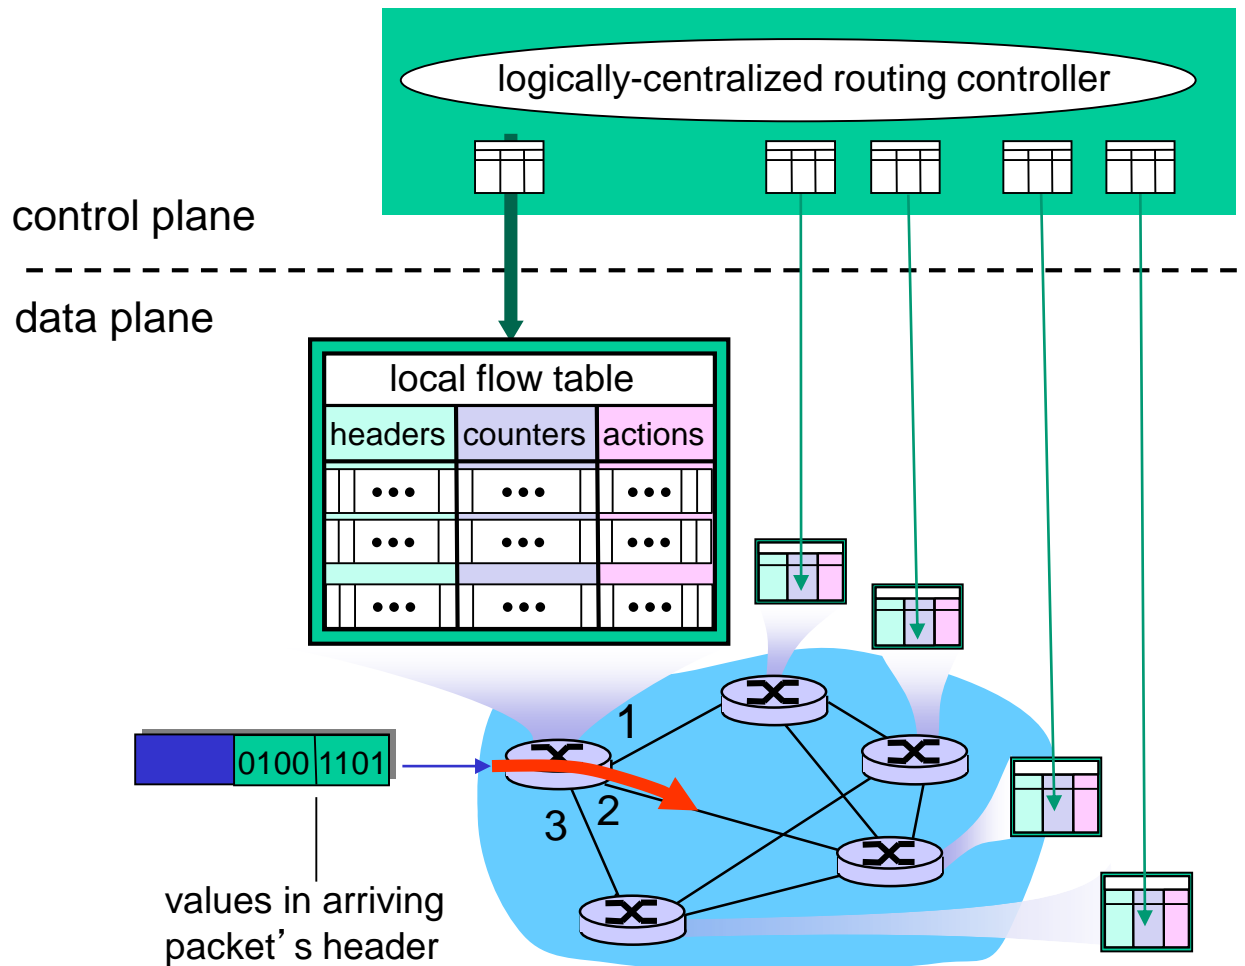 logically-centralized routing controller
control plane
data plane
local flow table
headers counters actions
1
0100 1101
2
3
values in arriving
packet’s header